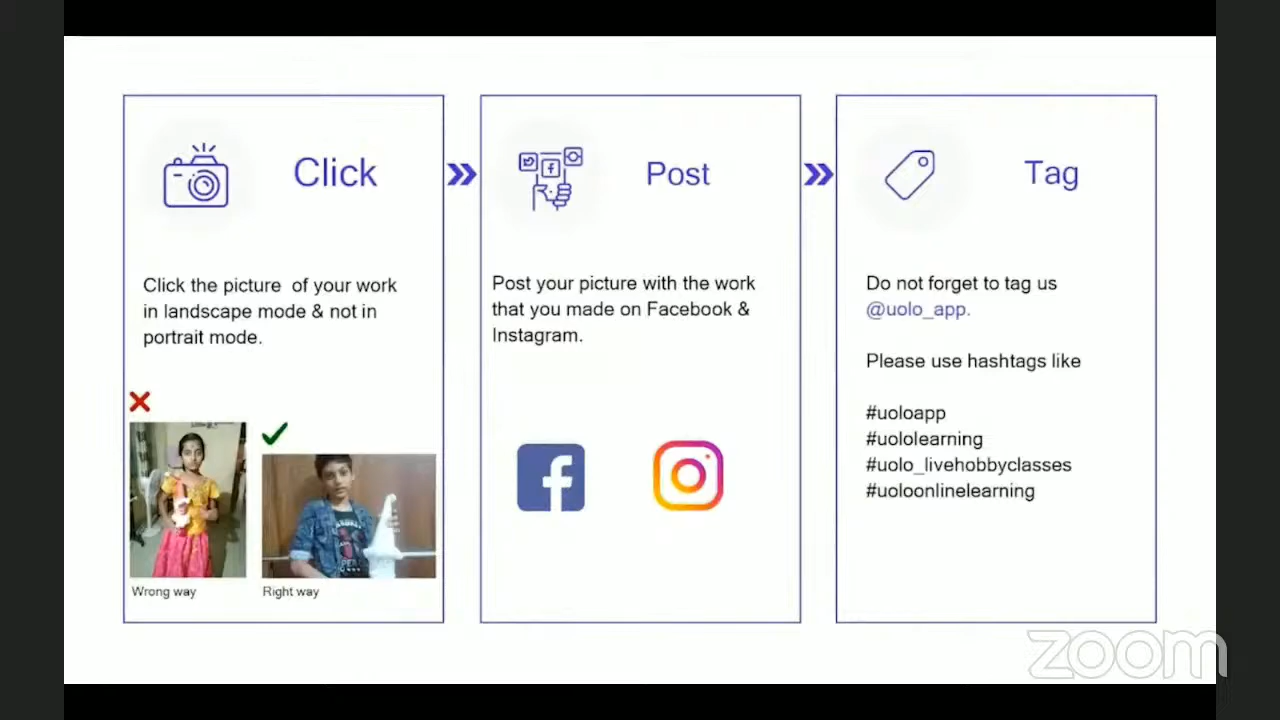 Click
Click the picture of your work
in landscape mode & not in
portrait mode.
Wrong way
Right way
Post
Post your picture with the work
that you made on Facebook &
Instagram.
Tag
Do not forget to tag us
@uolo_app.
Please use hashtags like
#uoloapp
#uololearning
#uolo_livehobbyclasses
#uoloonlinelearning
zoom